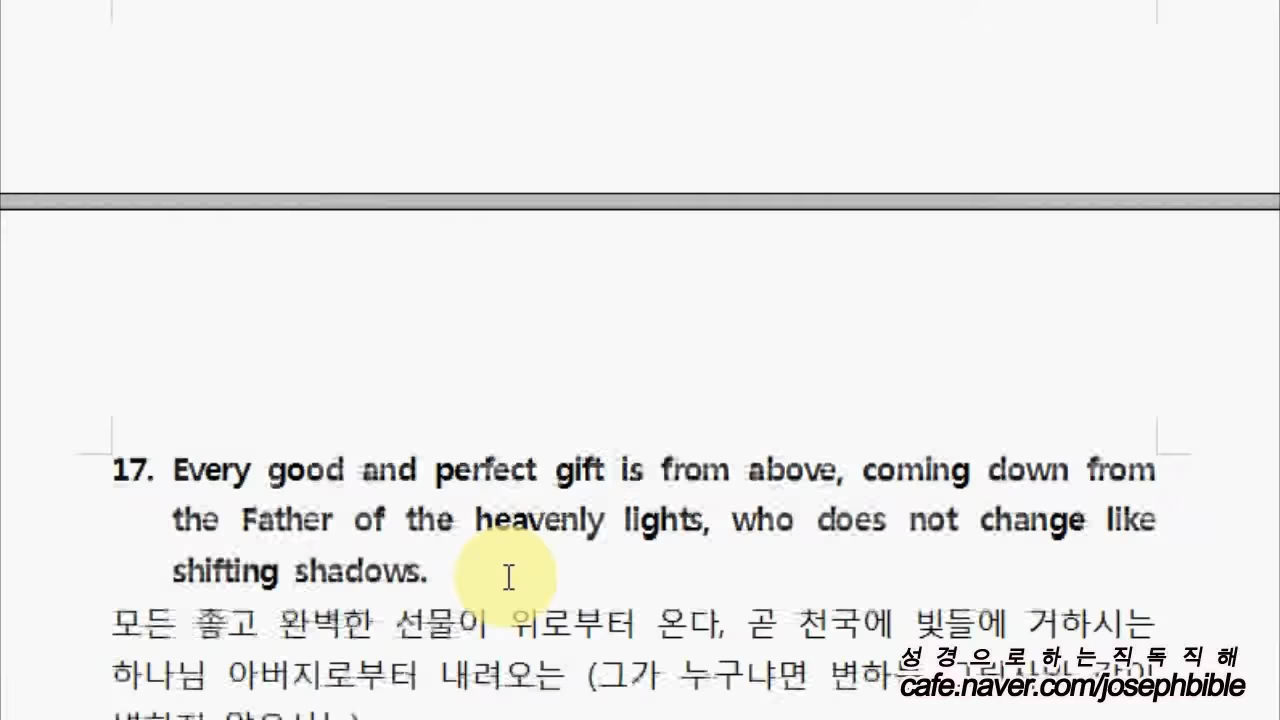 17. Every good and perfect gift is from above, coming down from
the Father of the heavenly lights, who does not change like
shifting shadows.
모든 좋고 완벽한 선물이 위로부터 온다, 곧 천국에 빛들에 거하시는
하나님 아버지로부터 내려오는 (그가 누구냐면 변하는
성경으로하는직독직해
cafe.naver.com/josephbible